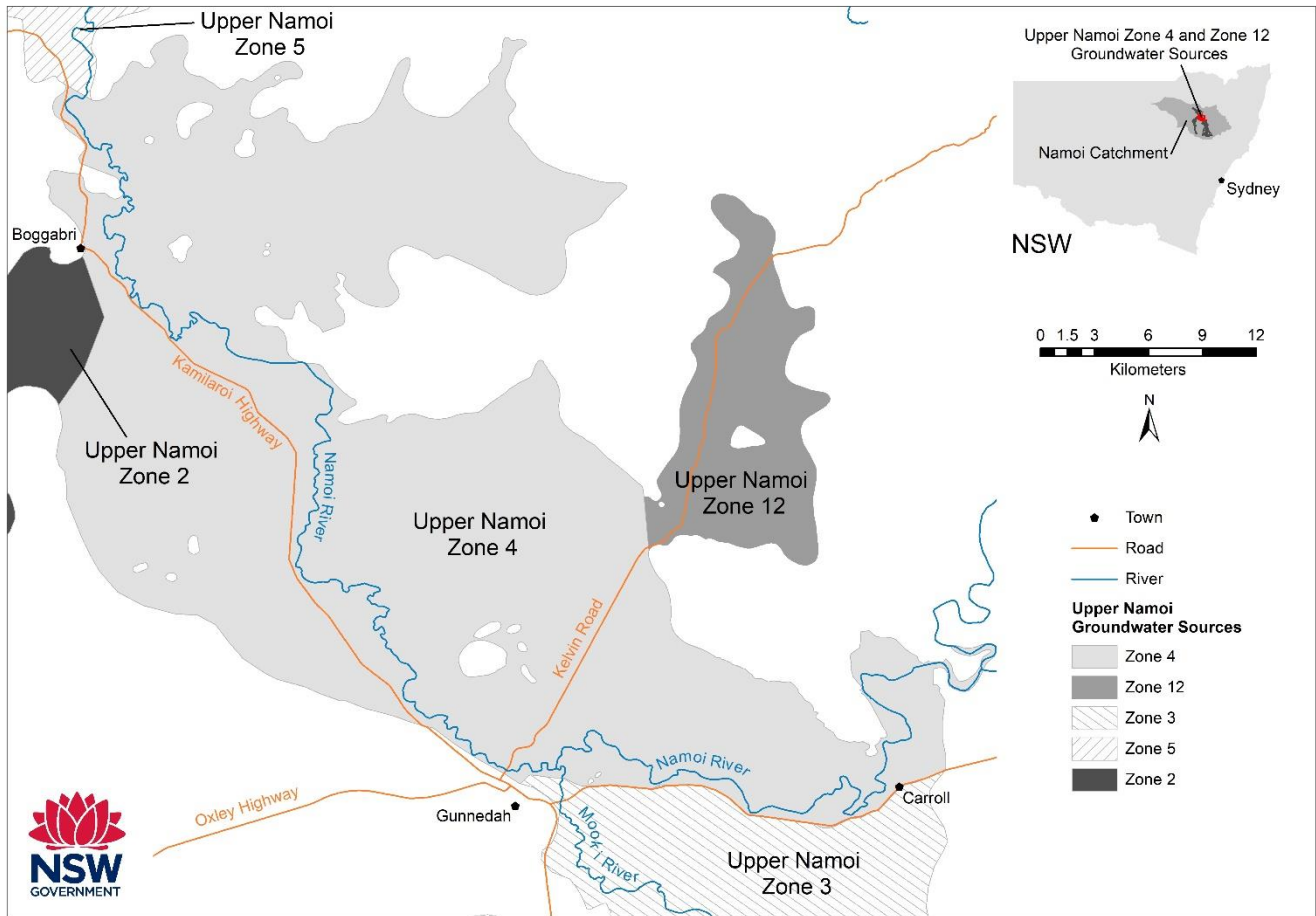 Upper Namoi
Zone 5
Boggabri
Kamilaroi Highway
Namoi River
Upper Namoi
Zone 2
Upper Namoi
Zone 4
Upper Namoi
Zone 12
Kelvin Road
Namoi River
Carroll
Oxley Highway
Gunnedah
Mooki River
Upper Namoi
Zone 3
NSW
GOVERNMENT
Upper Namoi Zone 4 and Zone 12
Groundwater Sources
Namoi Catchment
Sydney
NSW
0 1.5 3 6 9 12
Kilometers
N
Town
Road
River
Upper Namoi
Groundwater Sources
Zone 4
Zone 12
Zone 3
Zone 5
Zone 2